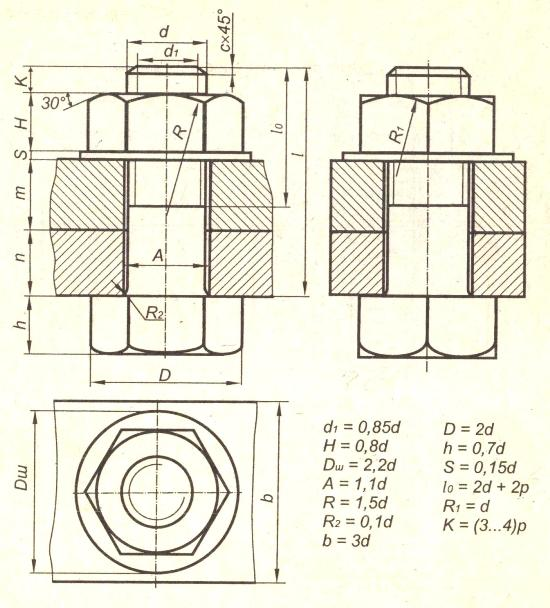 d
d₁
c×45°
K
30°
H
S
m
n
h
R
R₁
l₀
l
A
R₂
D
Dш
b
d₁ = 0,85d
H = 0,8d
Dш = 2,2d
A = 1,1d
R = 1,5d
R₂ = 0,1d
b = 3d
D = 2d
h = 0,7d
S = 0,15d
l₀ = 2d + 2p
R₁ = d
K = (3...4)p